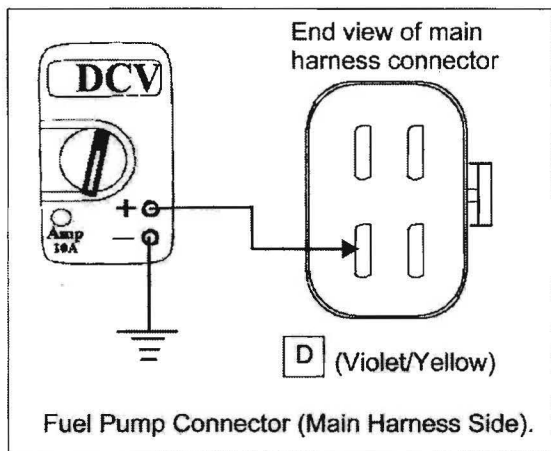 End view of main
harness connector
DCV
+
−
Amp
10A
D (Violet/Yellow)
Fuel Pump Connector (Main Harness Side).